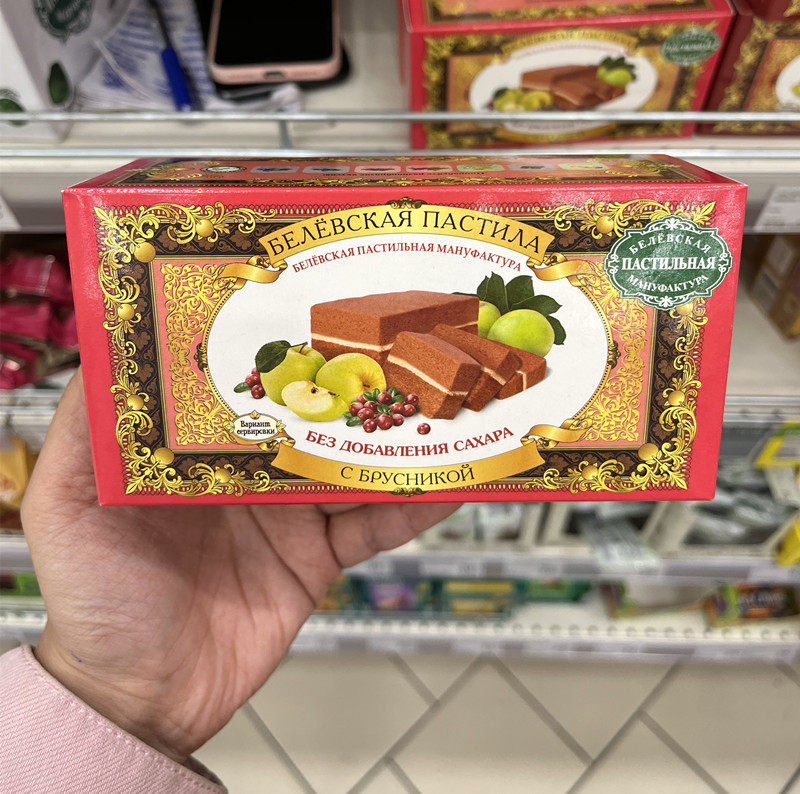 БЕЛЁВСКАЯ ПАСТИЛА
БЕЛЁВСКАЯ ПАСТИЛЬНАЯ МАНУФАКТУРА
БЕЛЁВСКАЯ
ПАСТИЛЬНАЯ
МАНУФАКТУРА
Вариант
сервировки
БЕЗ ДОБАВЛЕНИЯ САХАРА
С БРУСНИКОЙ